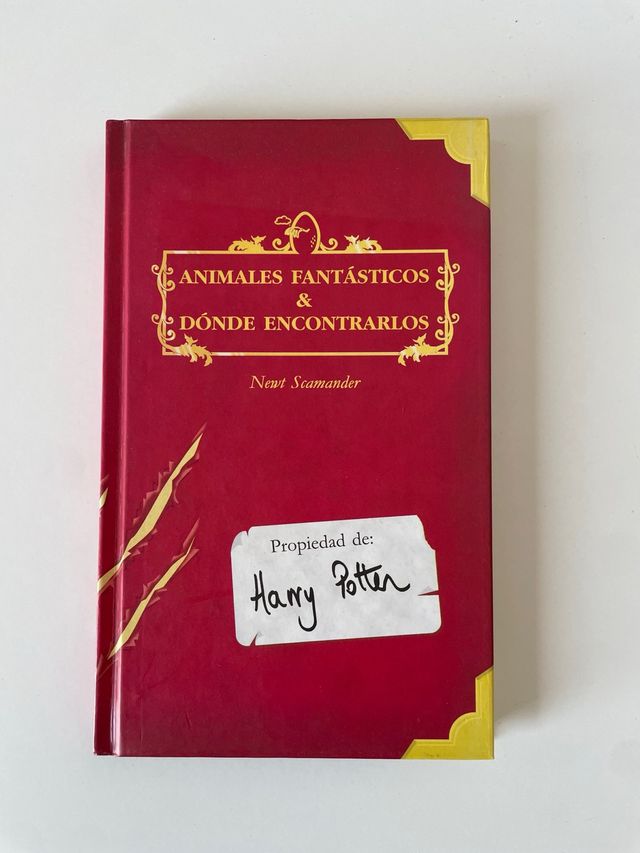 ANIMALES FANTÁSTICOS
&
DÓNDE ENCONTRARLOS
Newt Scamander
Propiedad de:
Harry Potter